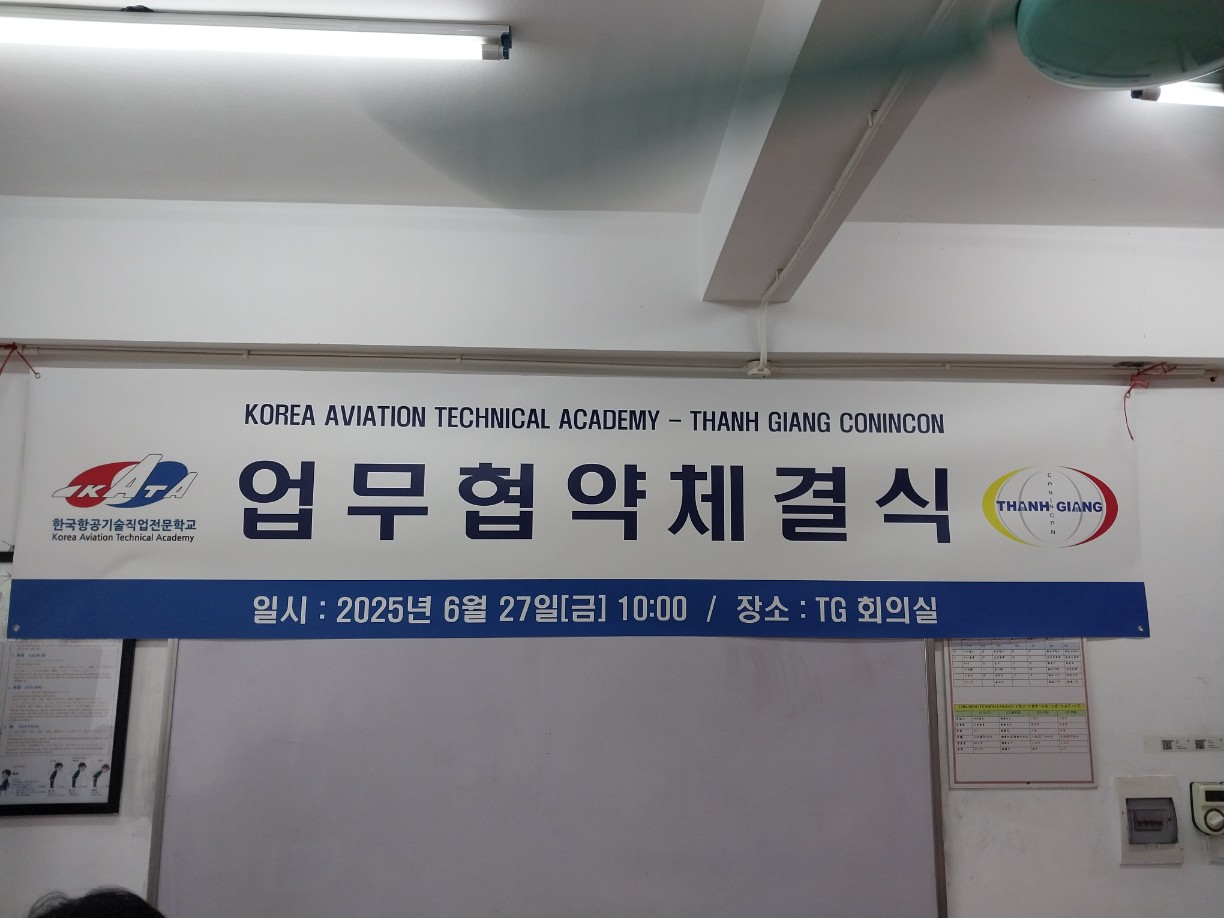 KOREA AVIATION TECHNICAL ACADEMY - THANH GIANG CONINCON
KATA
한국항공기술직업전문학교
Korea Aviation Technical Academy
업무협약체결식
THANH GIANG
CONINCON
일시 : 2025년 6월 27일[금] 10:00 / 장소 : TG 회의실